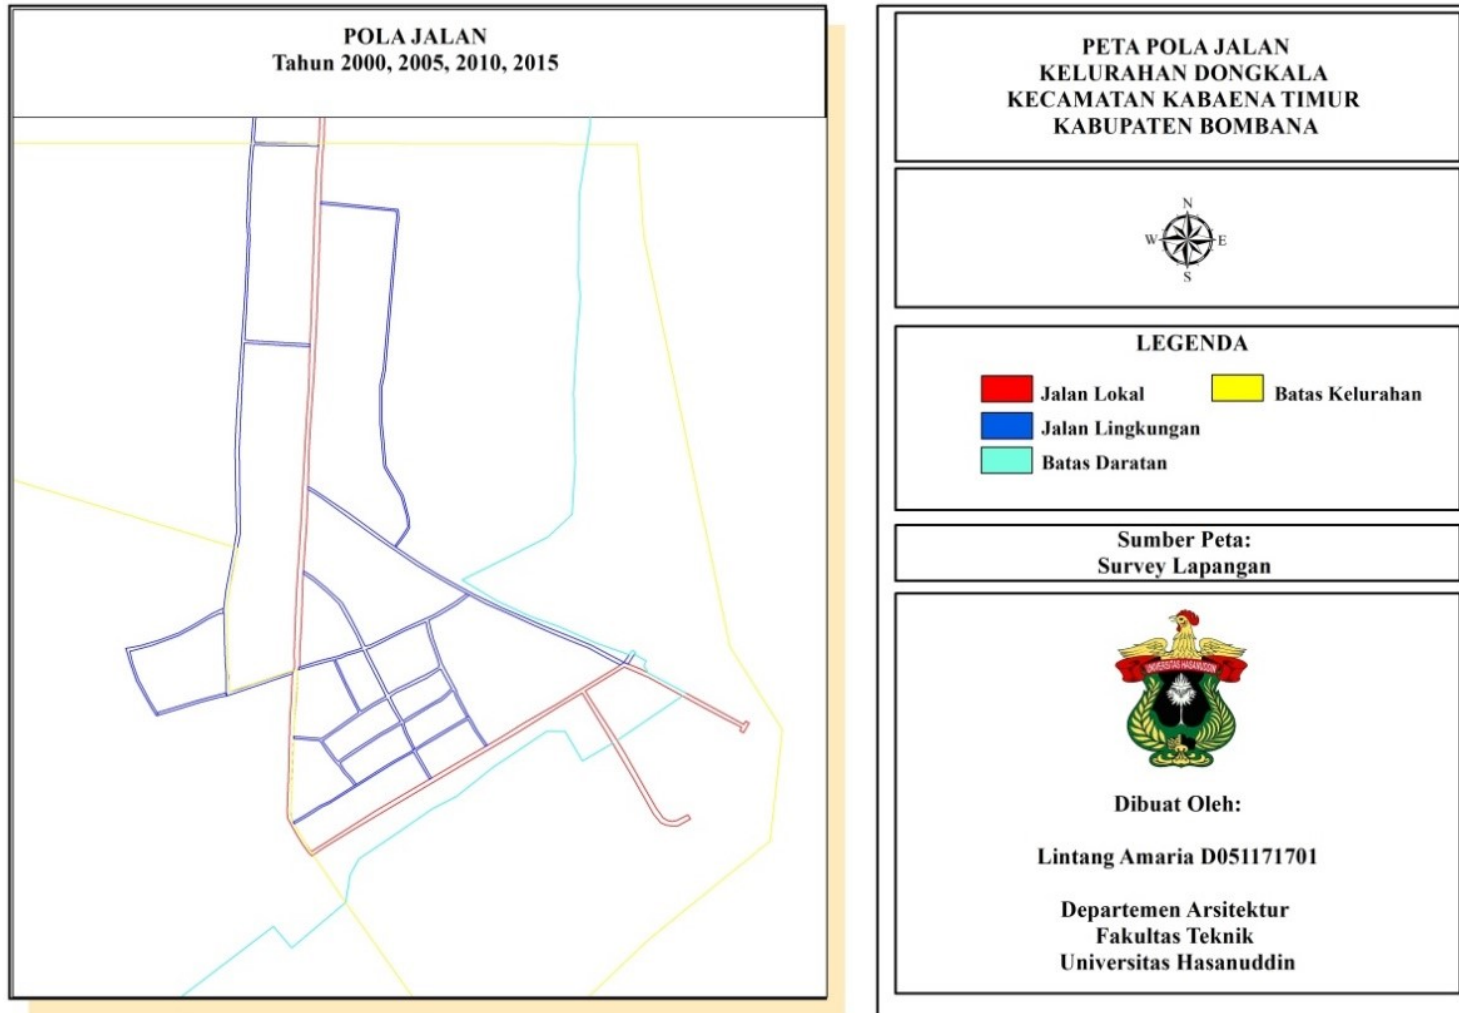 POLA JALAN
Tahun 2000, 2005, 2010, 2015
PETA POLA JALAN
KELURAHAN DONGKALA
KECAMATAN KABAENA TIMUR
KABUPATEN BOMBANA
N
W E
S
LEGENDA
Jalan Lokal Batas Kelurahan
Jalan Lingkungan
Batas Daratan
Sumber Peta:
Survey Lapangan
UNIVERSITAS HASANUDDIN
Dibuat Oleh:
Lintang Amaria D051171701
Departemen Arsitektur
Fakultas Teknik
Universitas Hasanuddin